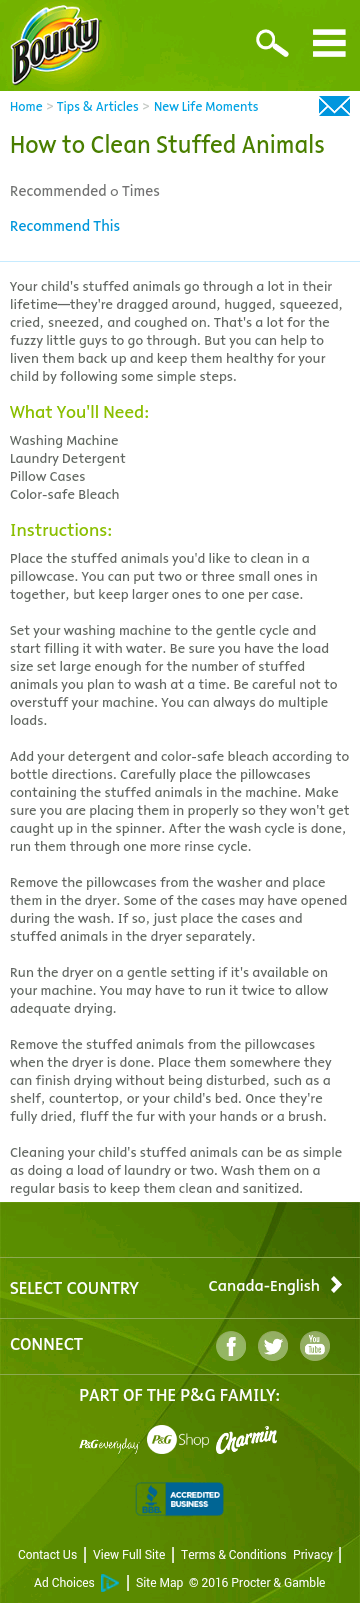 Bounty
Home > Tips & Articles > New Life Moments
How to Clean Stuffed Animals
Recommended 0 Times
Recommend This
Your child's stuffed animals go through a lot in their
lifetime—they're dragged around, hugged, squeezed,
cried, sneezed, and coughed on. That's a lot for the
fuzzy little guys to go through. But you can help to
liven them back up and keep them healthy for your
child by following some simple steps.
What You'll Need:
Washing Machine
Laundry Detergent
Pillow Cases
Color-safe Bleach
Instructions:
Place the stuffed animals you'd like to clean in a
pillowcase. You can put two or three small ones in
together, but keep larger ones to one per case.
Set your washing machine to the gentle cycle and
start filling it with water. Be sure you have the load
size set large enough for the number of stuffed
animals you plan to wash at a time. Be careful not to
overstuff your machine. You can always do multiple
loads.
Add your detergent and color-safe bleach according to
bottle directions. Carefully place the pillowcases
containing the stuffed animals in the machine. Make
sure you are placing them in properly so they won't get
caught up in the spinner. After the wash cycle is done,
run them through one more rinse cycle.
Remove the pillowcases from the washer and place
them in the dryer. Some of the cases may have opened
during the wash. If so, just place the cases and
stuffed animals in the dryer separately.
Run the dryer on a gentle setting if it's available on
your machine. You may have to run it twice to allow
adequate drying.
Remove the stuffed animals from the pillowcases
when the dryer is done. Place them somewhere they
can finish drying without being disturbed, such as a
shelf, countertop, or your child's bed. Once they're
fully dried, fluff the fur with your hands or a brush.
Cleaning your child's stuffed animals can be as simple
as doing a load of laundry or two. Wash them on a
regular basis to keep them clean and sanitized.
SELECT COUNTRY Canada-English
CONNECT f You Tube
PART OF THE P&G FAMILY:
P&G everyday P&G Shop Charmin
BBB ACCREDITED BUSINESS
Contact Us | View Full Site | Terms & Conditions Privacy |
Ad Choices | Site Map © 2016 Procter & Gamble